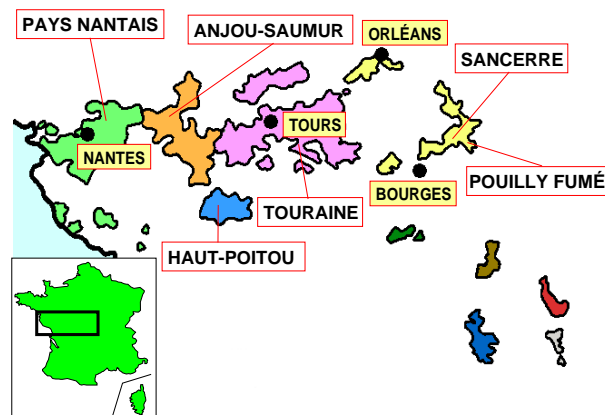 PAYS NANTAIS
ANJOU-SAUMUR
ORLÉANS
SANCERRE
TOURS
NANTES
BOURGES
POUILLY FUMÉ
TOURAINE
HAUT-POITOU